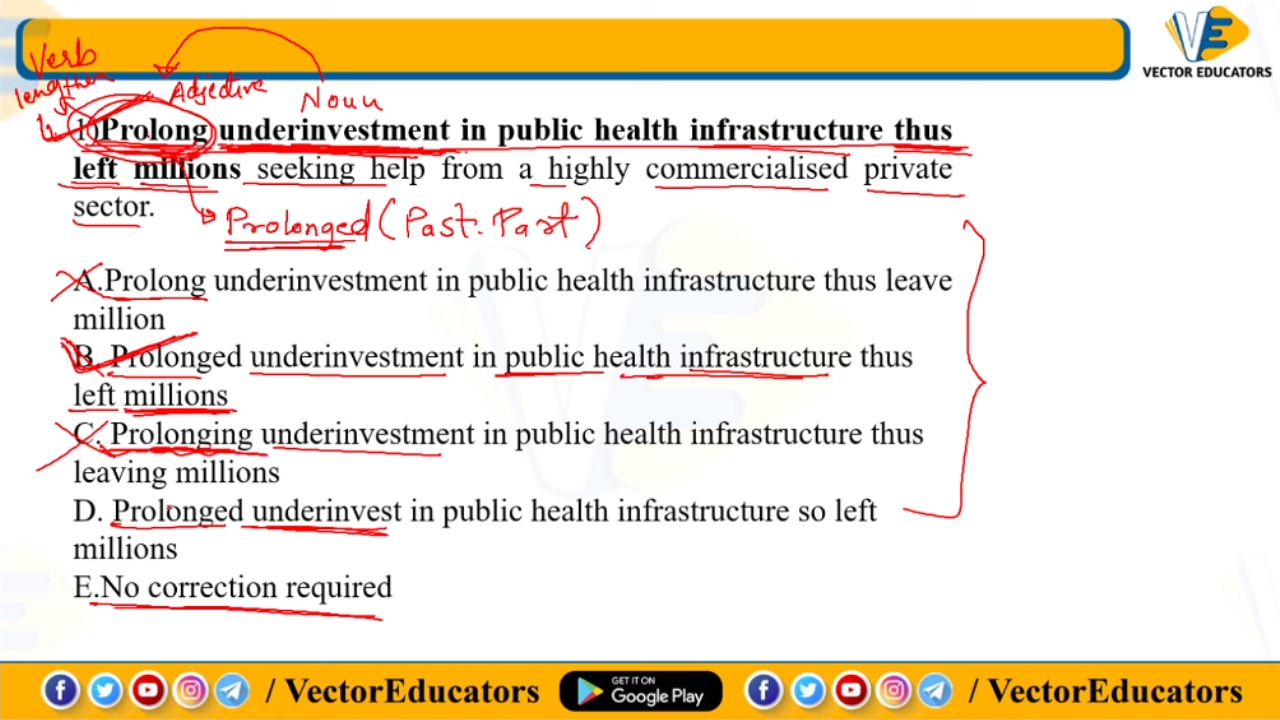 VE
VECTOR EDUCATORS
Verb
lengthen
Adjective
Noun
1)Prolong underinvestment in public health infrastructure thus
left millions seeking help from a highly commercialised private
sector.
Prolonged (Past. Part)
A.Prolong underinvestment in public health infrastructure thus leave
million
B. Prolonged underinvestment in public health infrastructure thus
left millions
C. Prolonging underinvestment in public health infrastructure thus
leaving millions
D. Prolonged underinvest in public health infrastructure so left
millions
E.No correction required
/ VectorEducators
GET IT ON
Google Play
/ VectorEducators